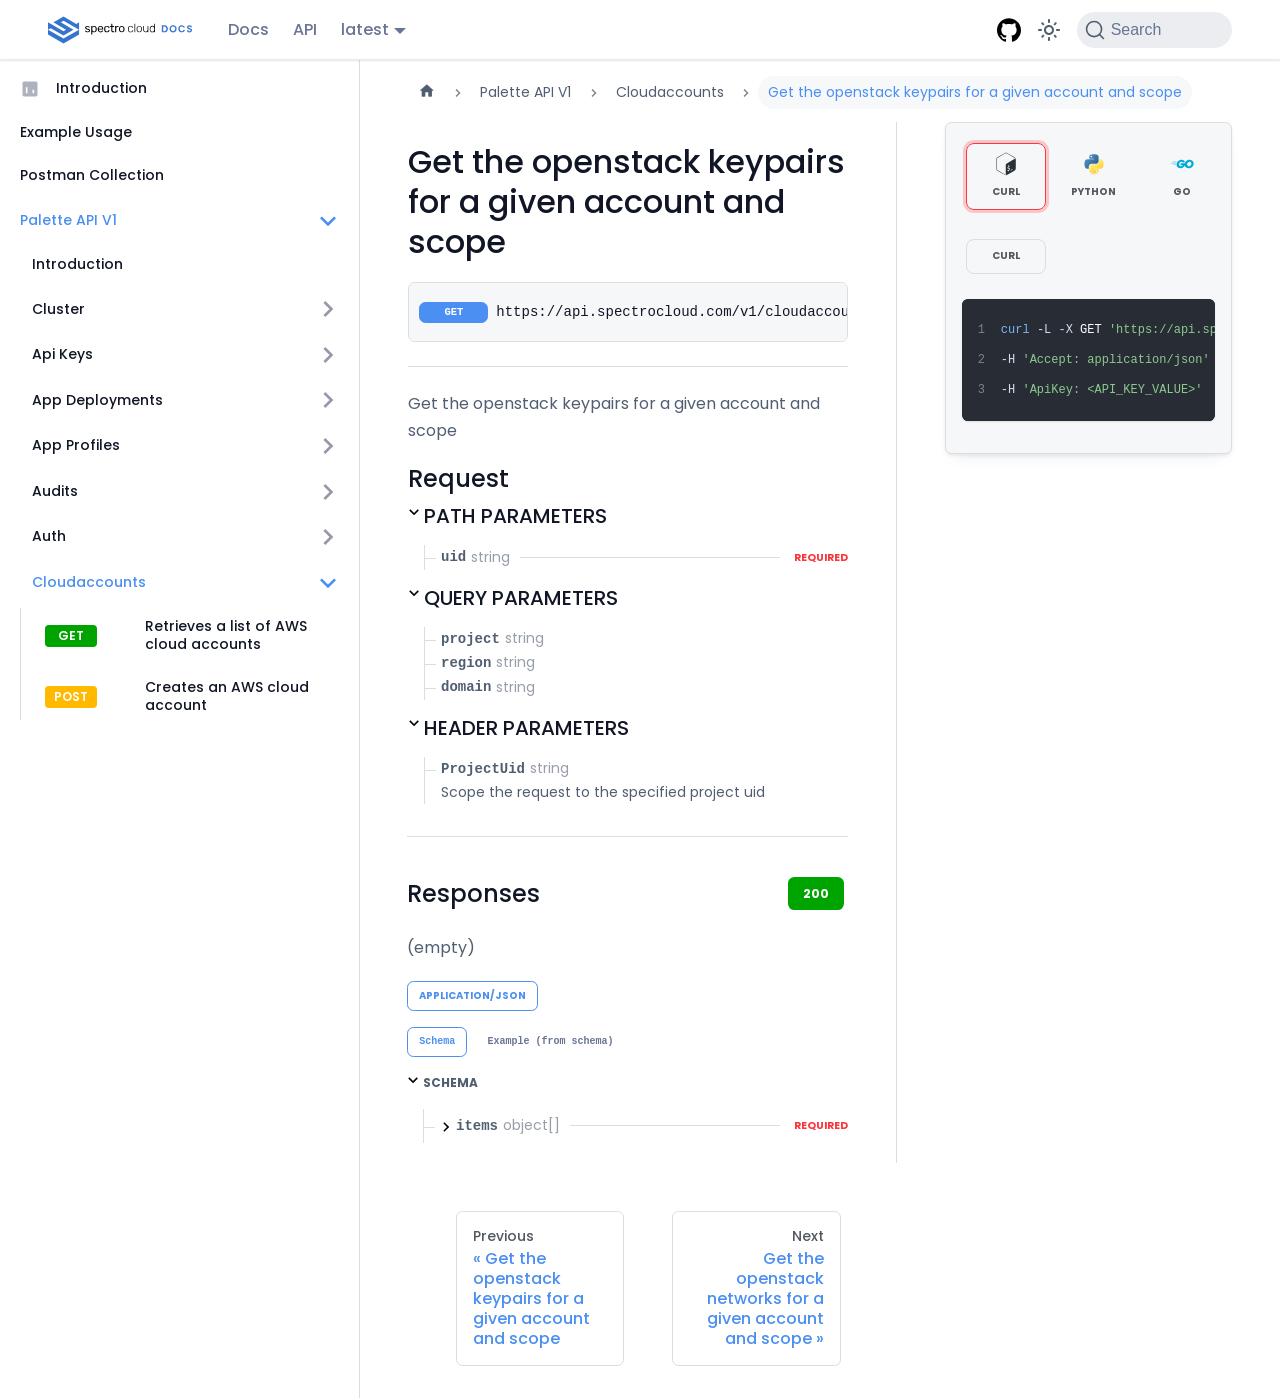 spectro cloud DOCS Docs API latest Search
Introduction
Example Usage
Postman Collection
Palette API V1
Introduction
Cluster
Api Keys
App Deployments
App Profiles
Audits
Auth
Cloudaccounts
GET Retrieves a list of AWS
cloud accounts
POST Creates an AWS cloud
account
Palette API V1 Cloudaccounts Get the openstack keypairs for a given account and scope
Get the openstack keypairs
for a given account and
scope
GET https://api.spectrocloud.com/v1/cloudaccou
Get the openstack keypairs for a given account and
scope
Request
PATH PARAMETERS
uid string REQUIRED
QUERY PARAMETERS
project string
region string
domain string
HEADER PARAMETERS
ProjectUid string
Scope the request to the specified project uid
Responses 200
(empty)
APPLICATION/JSON
Schema Example (from schema)
SCHEMA
items object[] REQUIRED
Previous
« Get the
openstack
keypairs for a
given account
and scope
Next
Get the
openstack
networks for a
given account
and scope »
CURL PYTHON GO
CURL
1 curl -L -X GET 'https://api.sp
2 -H 'Accept: application/json'
3 -H 'ApiKey: <API_KEY_VALUE>'